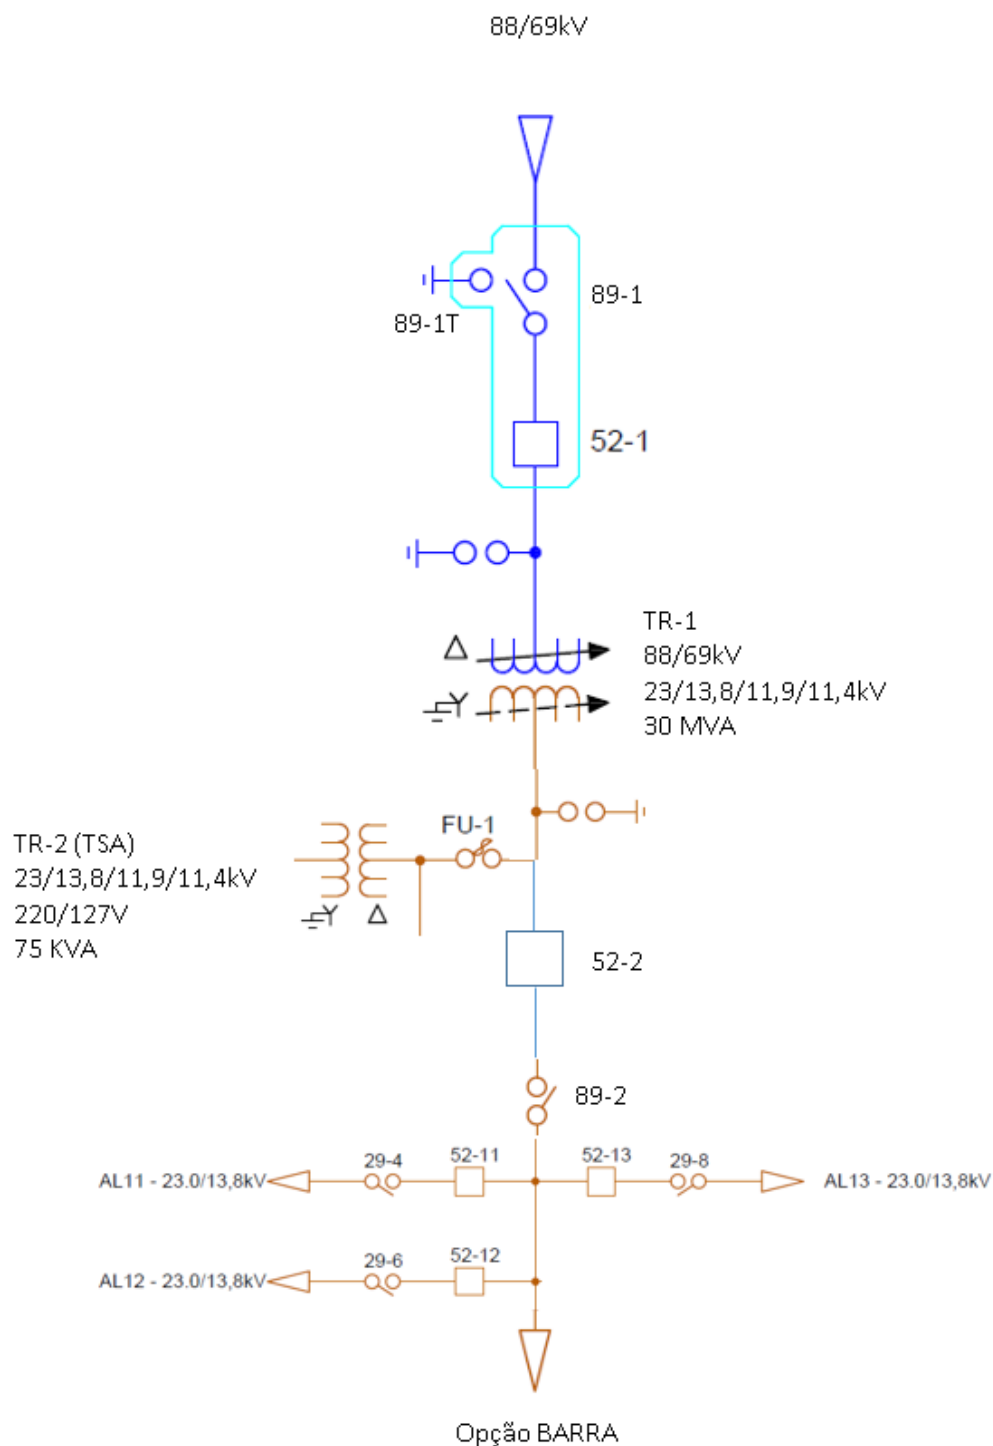 88/69kV
89-1
89-1T
52-1
TR-1
88/69kV
23/13,8/11,9/11,4kV
30 MVA
Δ
Y
FU-1
TR-2 (TSA)
23/13,8/11,9/11,4kV
220/127V
75 KVA
Y Δ
52-2
89-2
29-4 52-11 52-13 29-8
AL11 - 23.0/13,8kV AL13 - 23.0/13,8kV
29-6 52-12
AL12 - 23.0/13,8kV
Opção BARRA